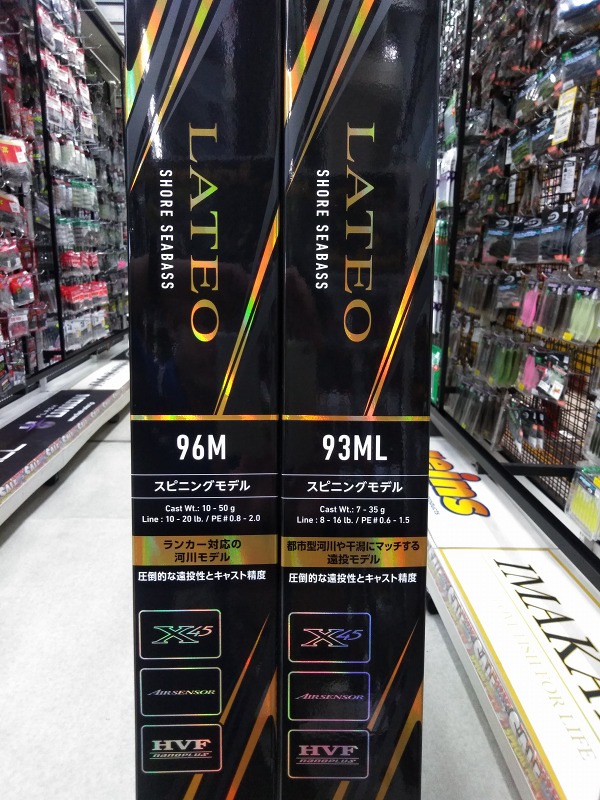 LATEO
SHORE SEABASS
96M
スピニングモデル
Cast Wt.: 10 - 50 g
Line : 10 - 20 lb. / PE # 0.8 - 2.0
ランカー対応の
河川モデル
圧倒的な遠投性とキャスト精度
X45
AIRSENSOR
HVF
nanoplus
LATEO
SHORE SEABASS
93ML
スピニングモデル
Cast Wt.: 7 - 35 g
Line : 8 - 16 lb. / PE # 0.6 - 1.5
都市型河川や干潟にマッチする
遠投モデル
圧倒的な遠投性とキャスト精度
X45
AIRSENSOR
HVF
nanoplus
eins
IMAKA
FOR LIFE